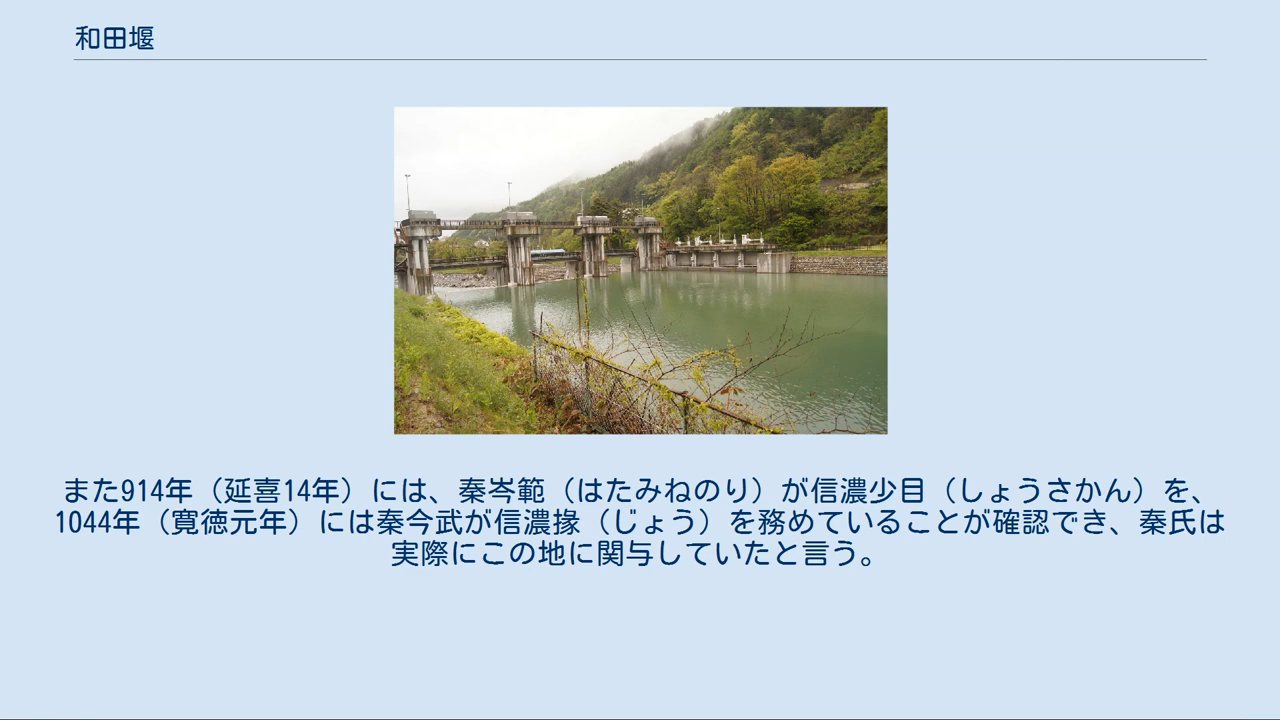 和田堰
また914年（延喜14年）には、秦岑範（はたみねのり）が信濃少目（しょうさかん）を、
1044年（寛徳元年）には秦今武が信濃掾（じょう）を務めていることが確認でき、秦氏は
実際にこの地に関与していたと言う。